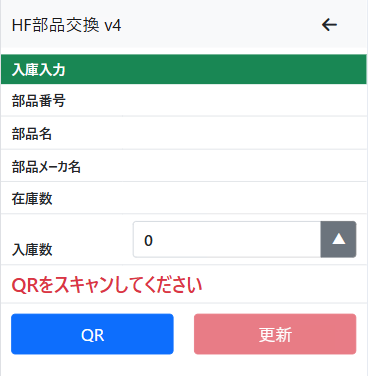 HF部品交換 v4 ←
入庫入力
部品番号
部品名
部品メーカ名
在庫数
入庫数 0 ▲
QRをスキャンしてください
QR 更新